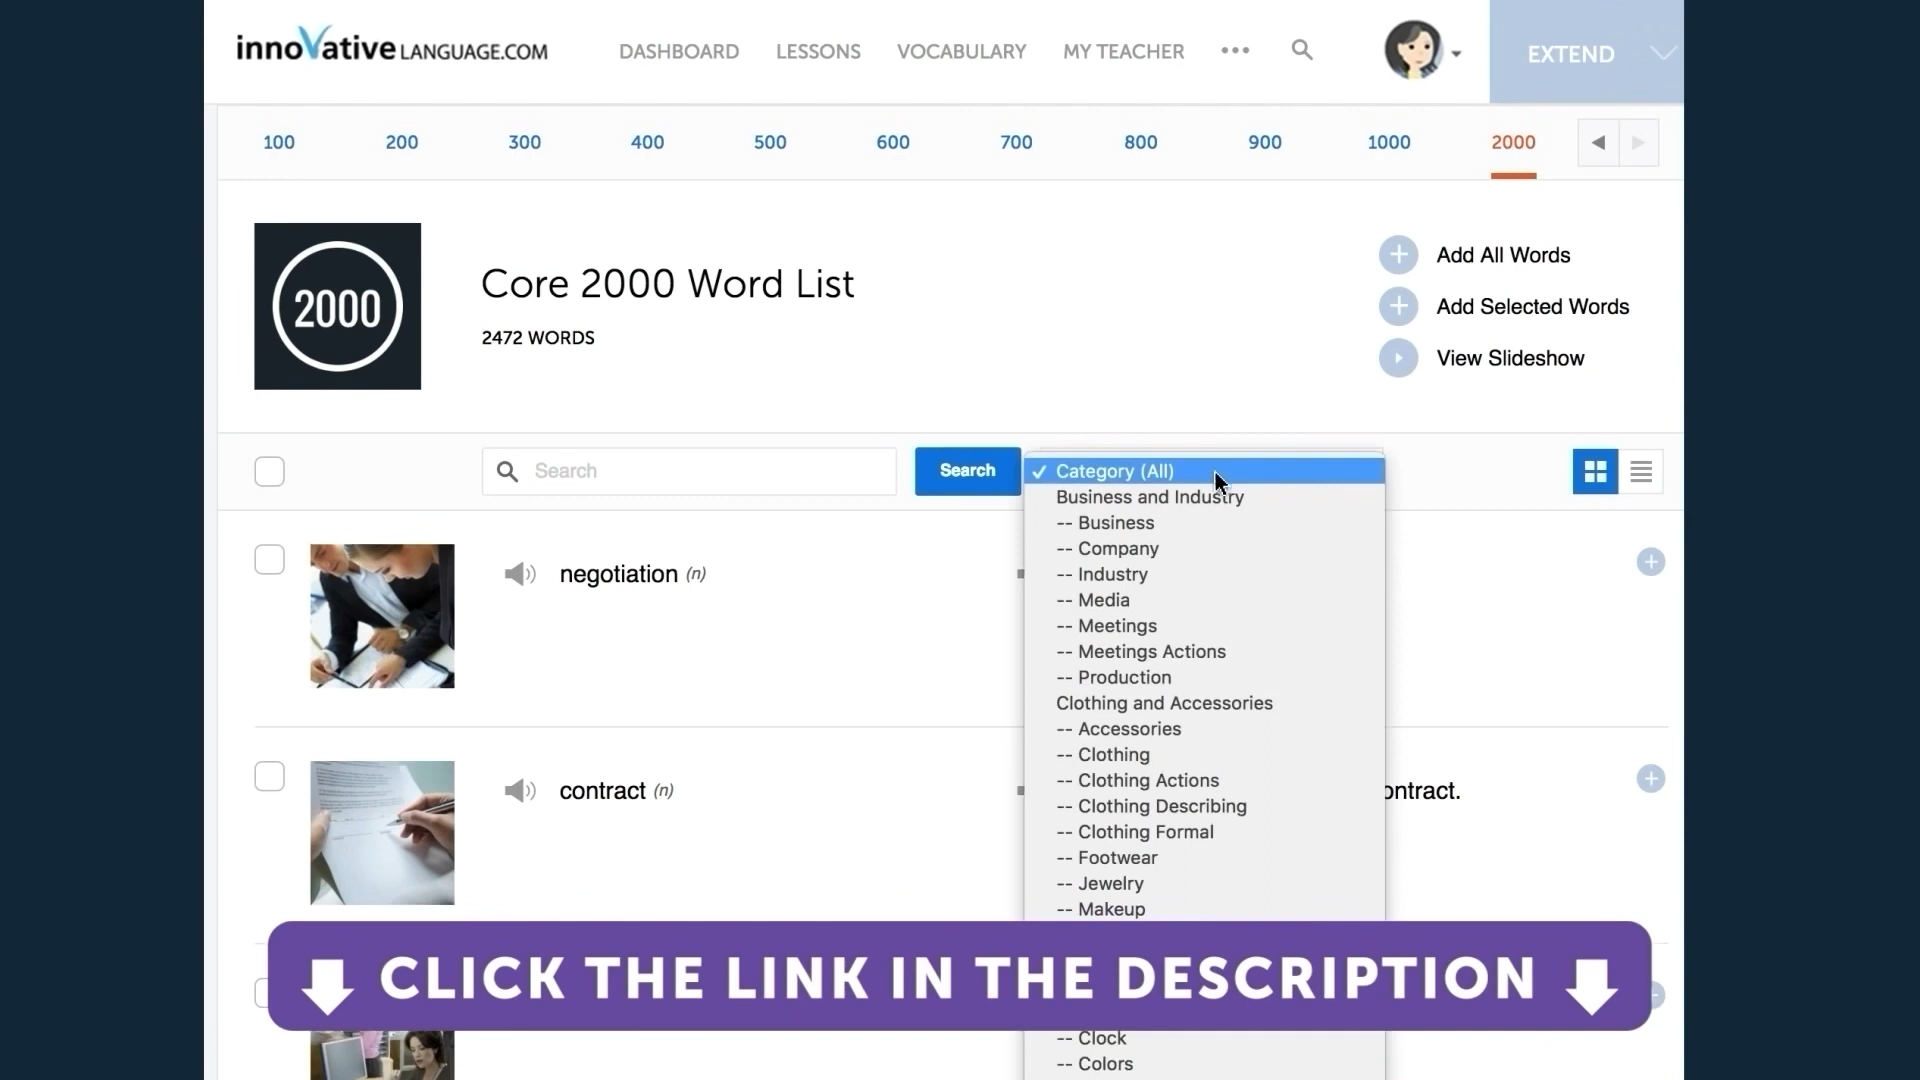 innoVative LANGUAGE.COM
DASHBOARD LESSONS VOCABULARY MY TEACHER ••• EXTEND
100 200 300 400 500 600 700 800 900 1000 2000
2000
Core 2000 Word List
2472 WORDS
Add All Words
Add Selected Words
View Slideshow
Search
Search
✓ Category (All)
Business and Industry
-- Business
-- Company
-- Industry
-- Media
-- Meetings
-- Meetings Actions
-- Production
Clothing and Accessories
-- Accessories
-- Clothing
-- Clothing Actions
-- Clothing Describing
-- Clothing Formal
-- Footwear
-- Jewelry
-- Makeup
negotiation (n)
contract (n)
ontract.
CLICK THE LINK IN THE DESCRIPTION
-- Clock
-- Colors